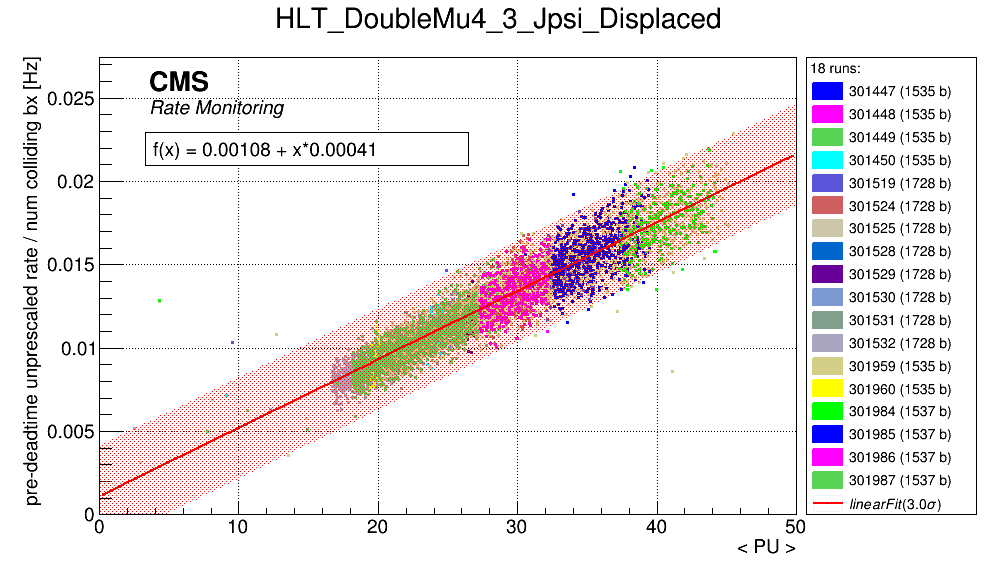 HLT_DoubleMu4_3_Jpsi_Displaced
pre-deadtime unprescaled rate / num colliding bx [Hz]
CMS
Rate Monitoring
f(x) = 0.00108 + x*0.00041
0.025
0.02
0.015
0.01
0.005
0
0
10
20
30
40
50
< PU >
18 runs:
301447 (1535 b)
301448 (1535 b)
301449 (1535 b)
301450 (1535 b)
301519 (1728 b)
301524 (1728 b)
301525 (1728 b)
301528 (1728 b)
301529 (1728 b)
301530 (1728 b)
301531 (1728 b)
301532 (1728 b)
301959 (1535 b)
301960 (1535 b)
301984 (1537 b)
301985 (1537 b)
301986 (1537 b)
301987 (1537 b)
linearFit(3.0σ)